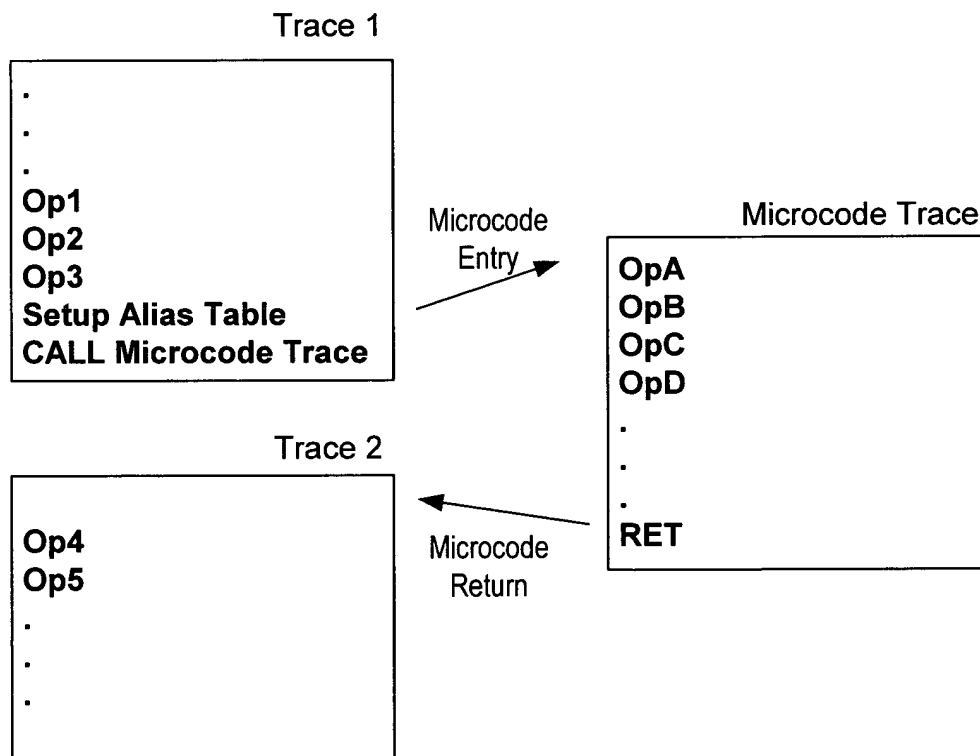 Trace 1
.
.
.
Op1
Op2
Op3
Setup Alias Table
CALL Microcode Trace
Microcode
Entry
Microcode Trace
OpA
OpB
OpC
OpD
.
.
.
RET
Microcode
Return
Trace 2
Op4
Op5
.
.
.